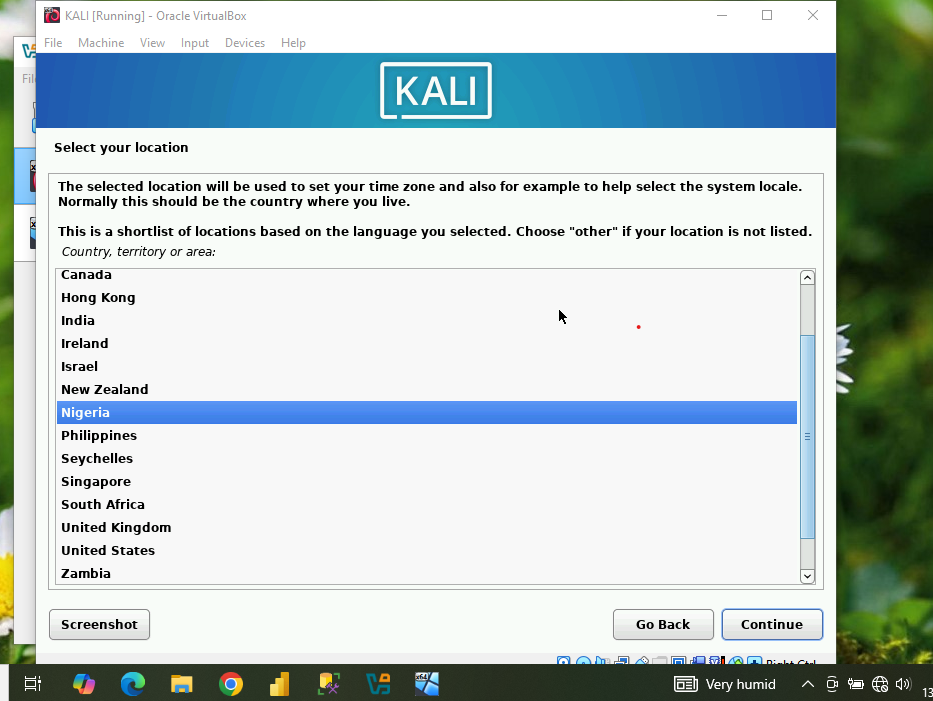 KALI [Running] - Oracle VirtualBox
File Machine View Input Devices Help
KALI
Select your location
The selected location will be used to set your time zone and also for example to help select the system locale.
Normally this should be the country where you live.
This is a shortlist of locations based on the language you selected. Choose "other" if your location is not listed.
Country, territory or area:
Canada
Hong Kong
India
Ireland
Israel
New Zealand
Nigeria
Philippines
Seychelles
Singapore
South Africa
United Kingdom
United States
Zambia
Screenshot
Go Back
Continue
Right Ctrl
x64
Very humid
13